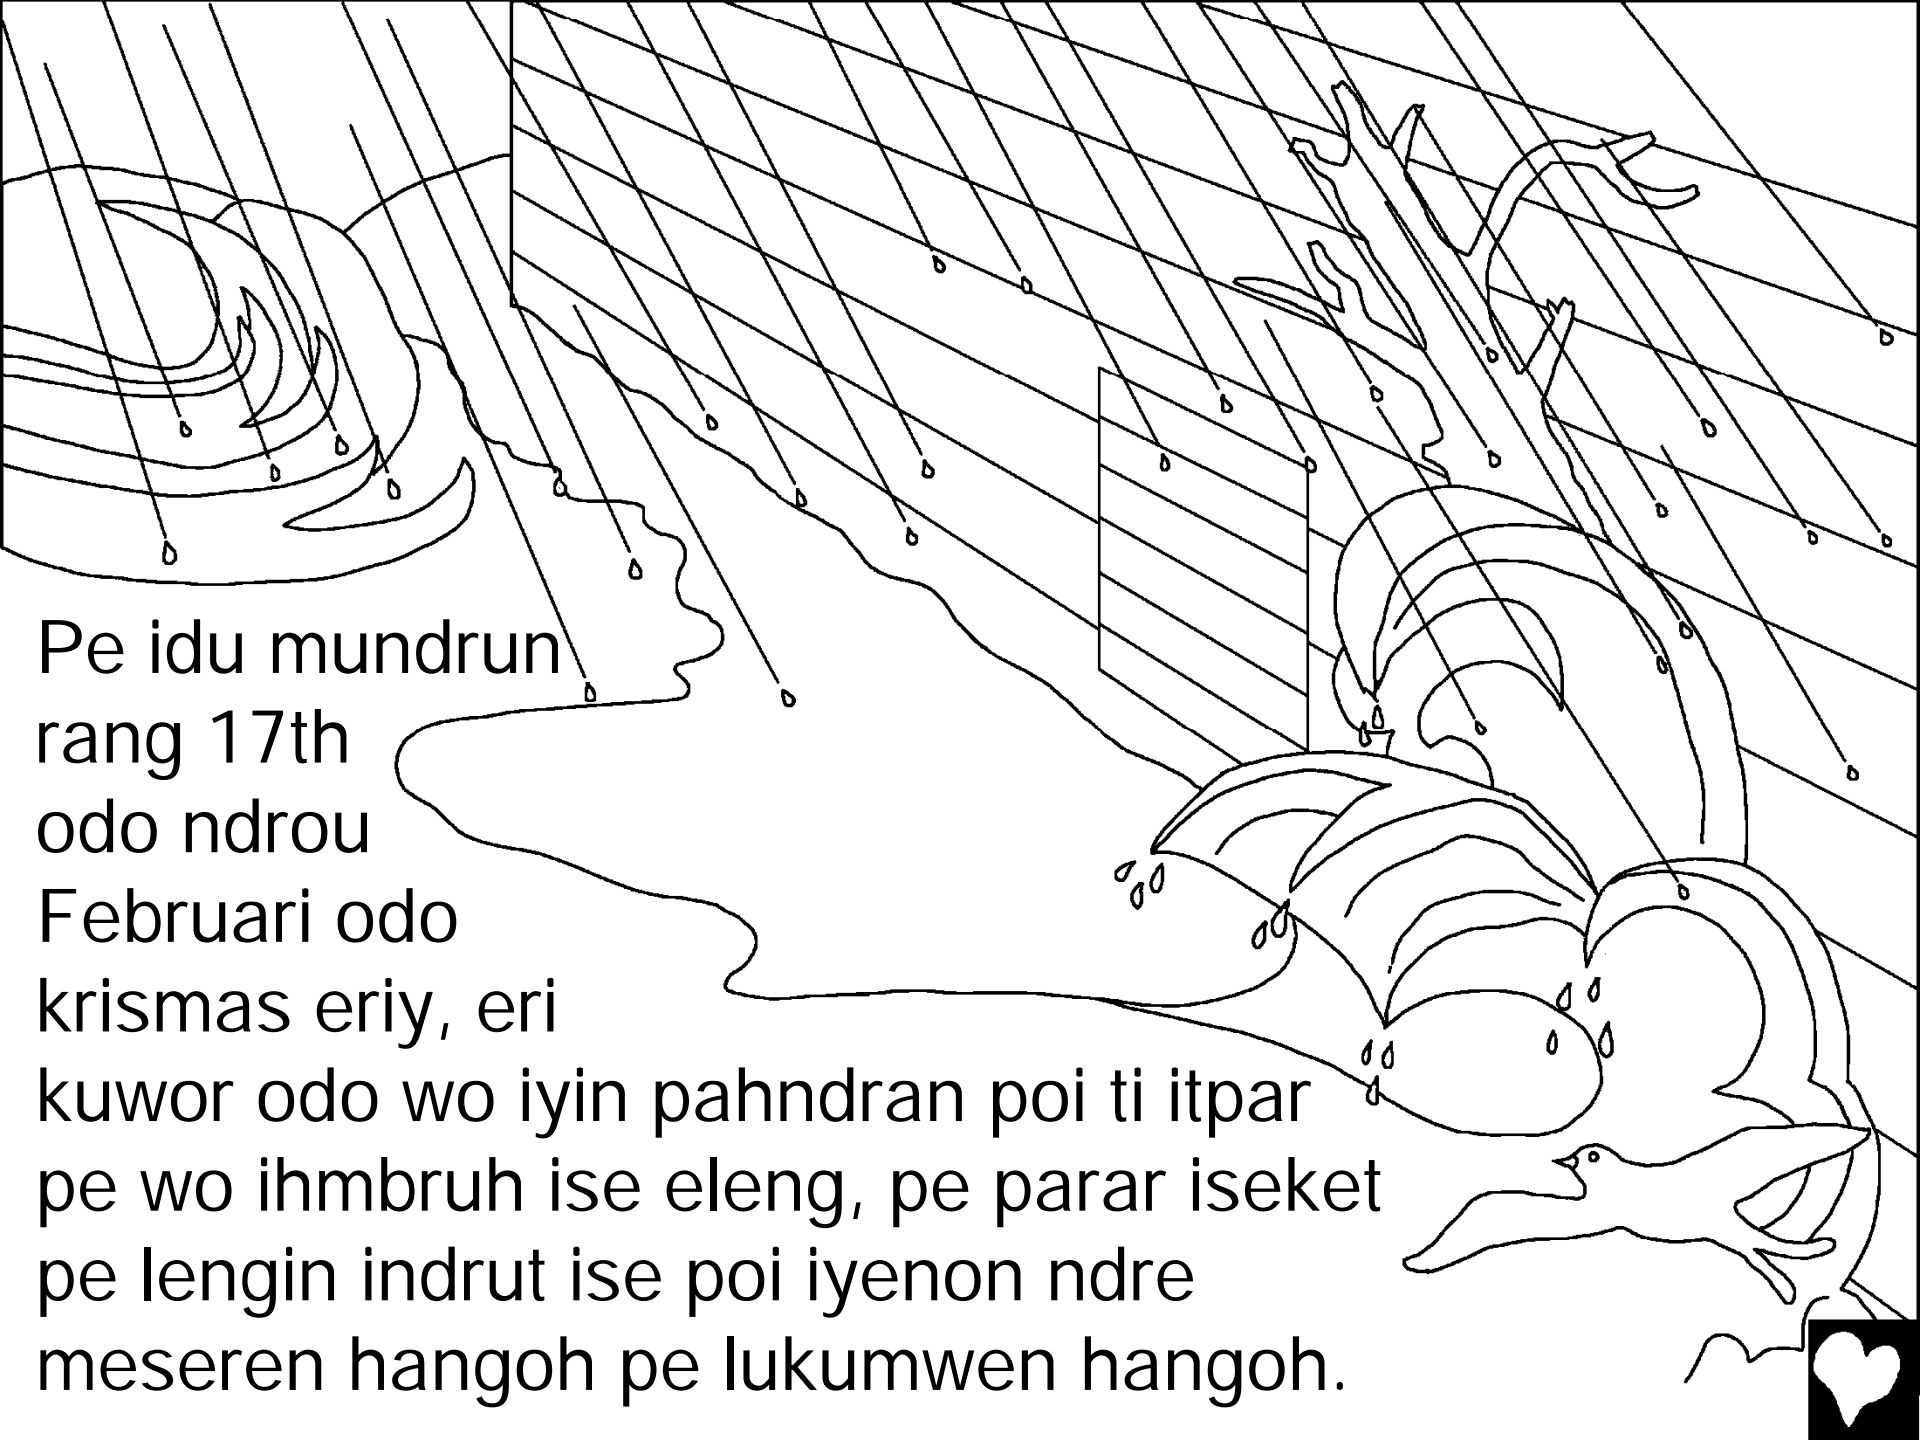 Pe idu mundrun
rang 17th
odo ndrou
Februari odo
krismas eriy, eri
kuwor odo wo iyin pahndran poi ti itpar
pe wo ihmbruh ise eleng, pe parar iseket
pe lengin indrut ise poi iyenon ndre
meseren hangoh pe lukumwen hangoh.